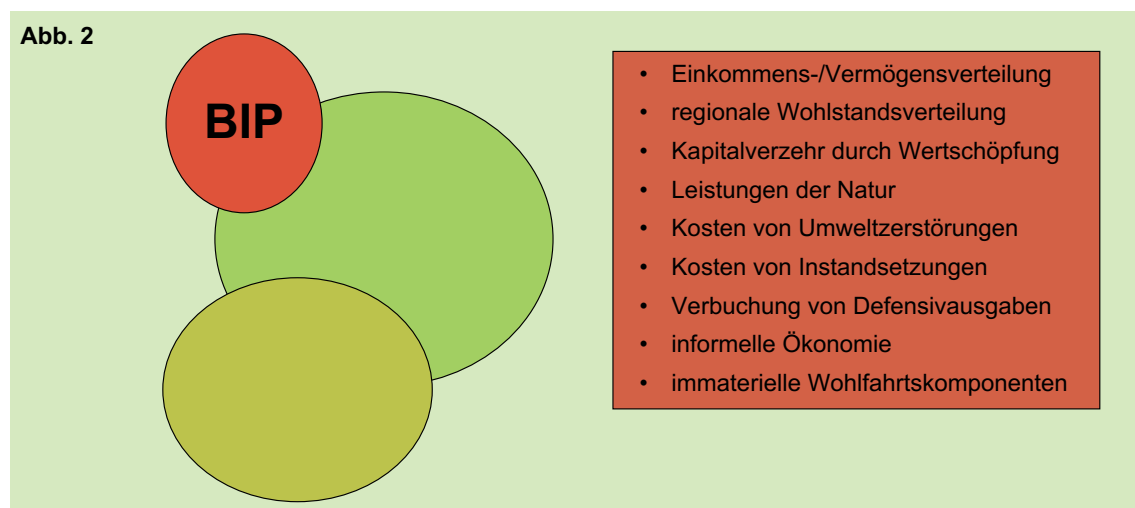 Abb. 2
BIP
• Einkommens-/Vermögensverteilung
• regionale Wohlstandsverteilung
• Kapitalverzehr durch Wertschöpfung
• Leistungen der Natur
• Kosten von Umweltzerstörungen
• Kosten von Instandsetzungen
• Verbuchung von Defensivausgaben
• informelle Ökonomie
• immaterielle Wohlfahrtskomponenten